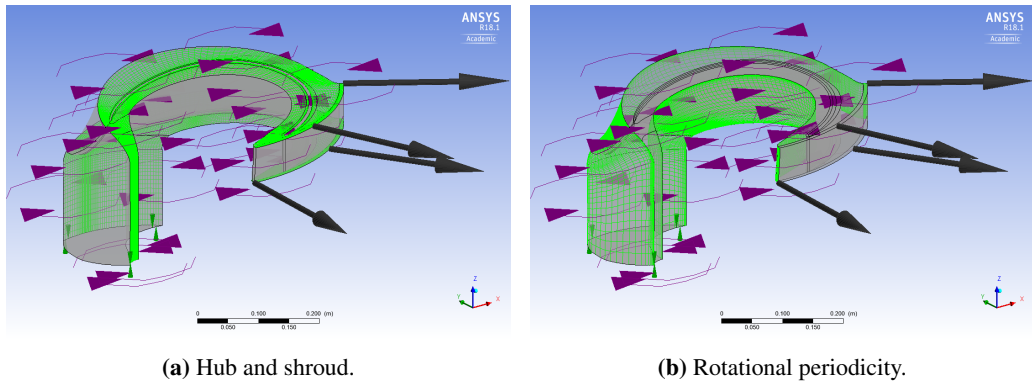 ANSYS
R18.1
Academic
Z
Y
X
0 0.100 0.200 (m)
0.050 0.150
ANSYS
R18.1
Academic
Z
Y
X
0 0.100 0.200 (m)
0.050 0.150
(a) Hub and shroud.
(b) Rotational periodicity.